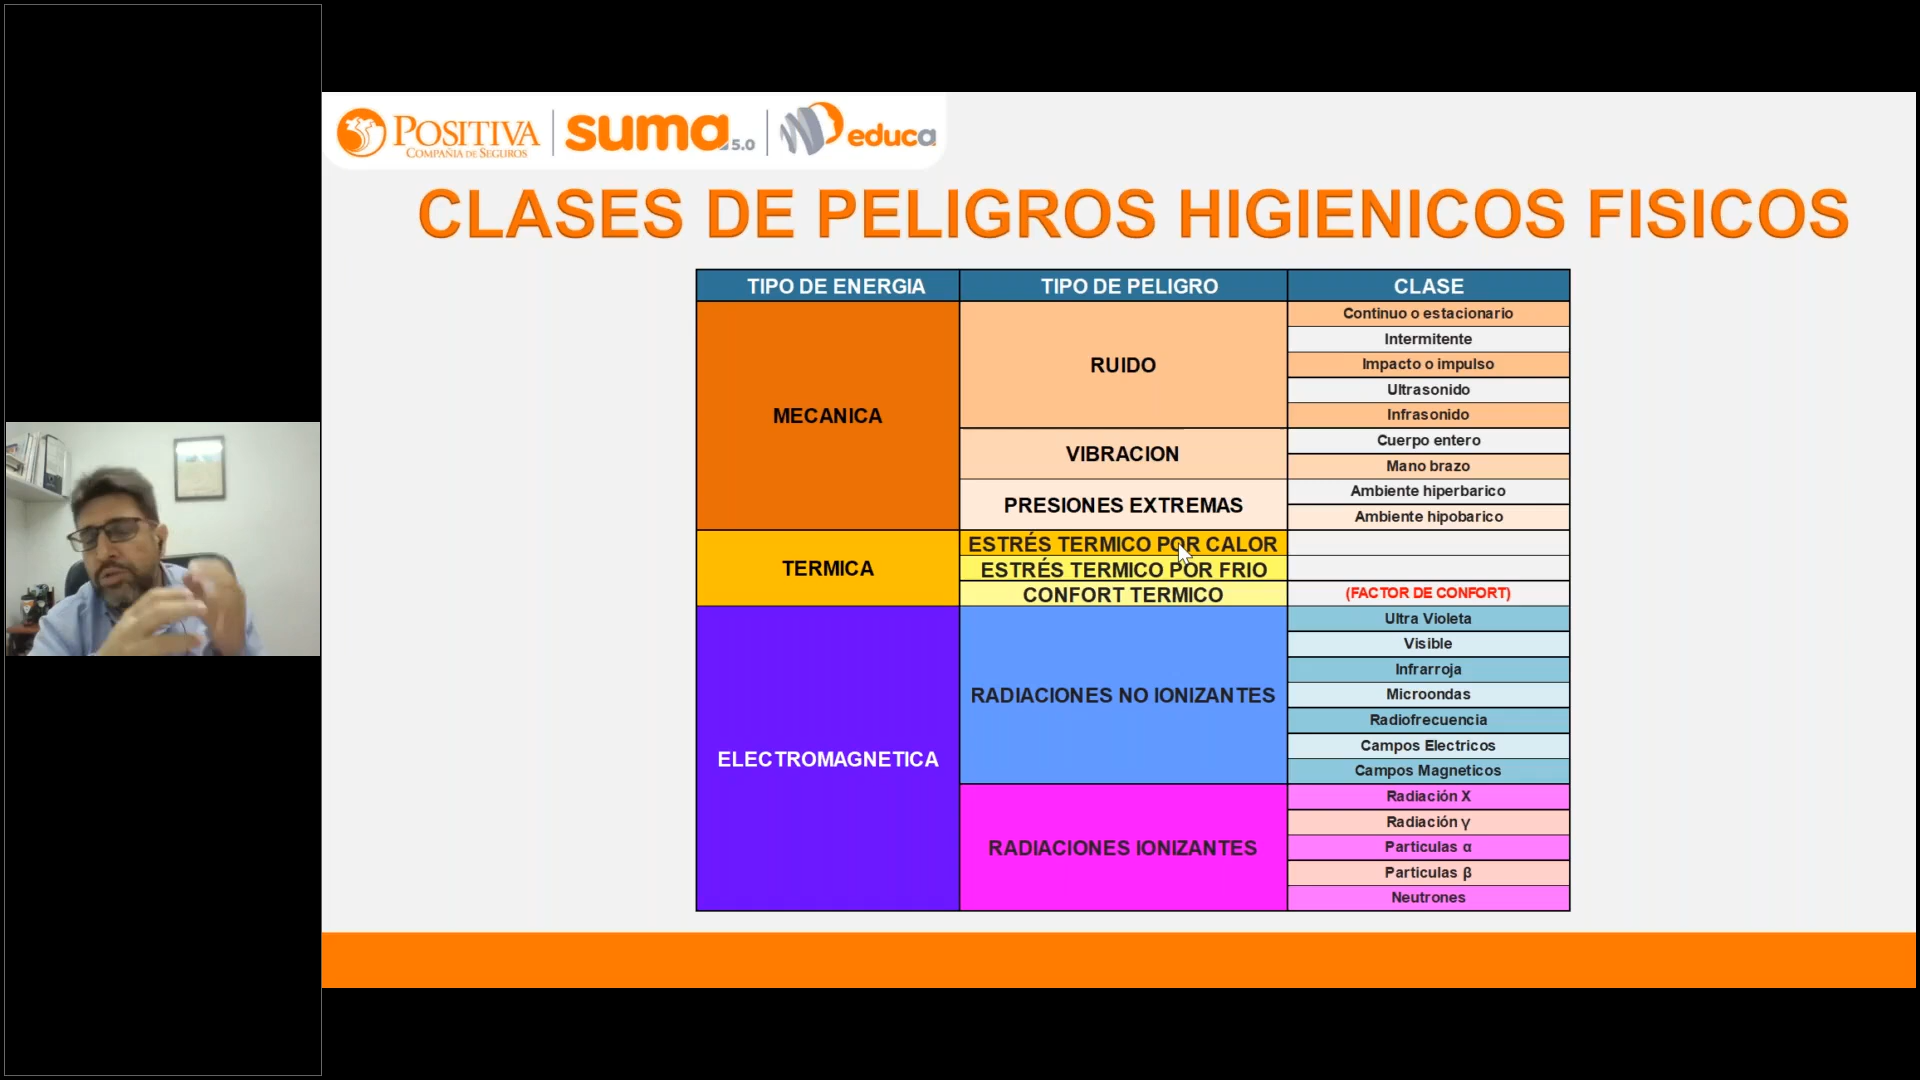 POSITIVA
COMPAÑIA DE SEGUROS
suma 5.0
educa
CLASES DE PELIGROS HIGIENICOS FISICOS
TIPO DE ENERGIA TIPO DE PELIGRO CLASE
MECANICA
RUIDO
Continuo o estacionario
Intermitente
Impacto o impulso
Ultrasonido
Infrasonido
VIBRACION
Cuerpo entero
Mano brazo
PRESIONES EXTREMAS
Ambiente hiperbarico
Ambiente hipobarico
TERMICA
ESTRÉS TERMICO POR CALOR
ESTRÉS TERMICO POR FRIO
CONFORT TERMICO (FACTOR DE CONFORT)
ELECTROMAGNETICA
RADIACIONES NO IONIZANTES
Ultra Violeta
Visible
Infrarroja
Microondas
Radiofrecuencia
Campos Electricos
Campos Magneticos
RADIACIONES IONIZANTES
Radiación X
Radiación γ
Particulas α
Particulas β
Neutrones